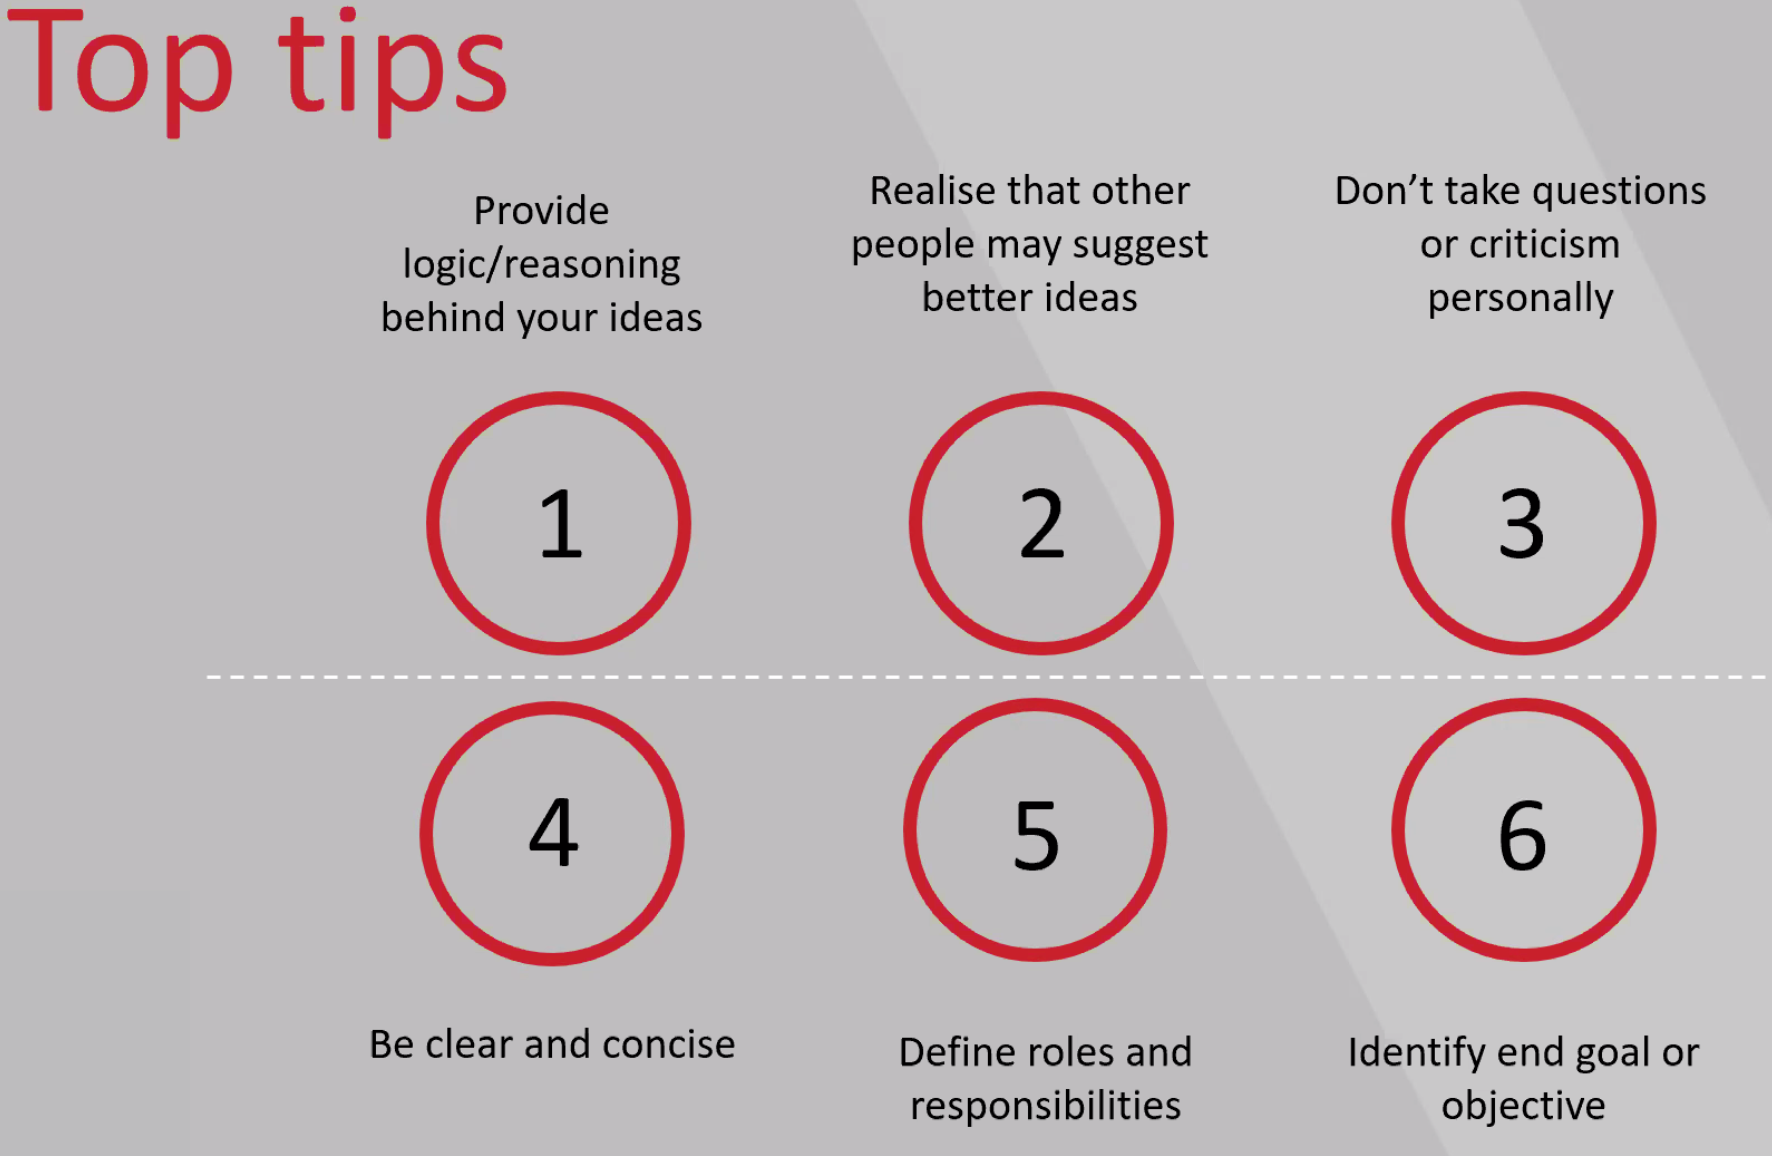 Top tips
Provide
logic/reasoning
behind your ideas
Realise that other
people may suggest
better ideas
Don’t take questions
or criticism
personally
1
2
3
4
5
6
Be clear and concise
Define roles and
responsibilities
Identify end goal or
objective